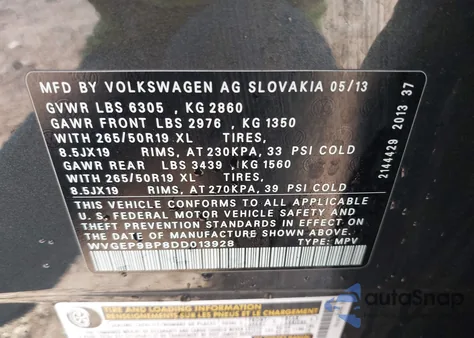 MFD BY VOLKSWAGEN AG SLOVAKIA 05/13
GVWR LBS 6305 , KG 2860
GAWR FRONT LBS 2976 , KG 1350
WITH 265/50R19 XL TIRES,
8.5JX19 RIMS, AT 230KPA, 33 PSI COLD
GAWR REAR LBS 3439 , KG 1560
WITH 265/50R19 XL TIRES,
8.5JX19 RIMS, AT 270KPA, 39 PSI COLD
THIS VEHICLE CONFORMS TO ALL APPLICABLE
U.S. FEDERAL MOTOR VEHICLE SAFETY AND
THEFT PREVENTION STANDARDS IN EFFECT ON
THE DATE OF MANUFACTURE SHOWN ABOVE.
WVGEP9BP8DD013928 TYPE: MPV
2144429 2013 37
TIRE AND LOADING INFORMATION
autoSnap